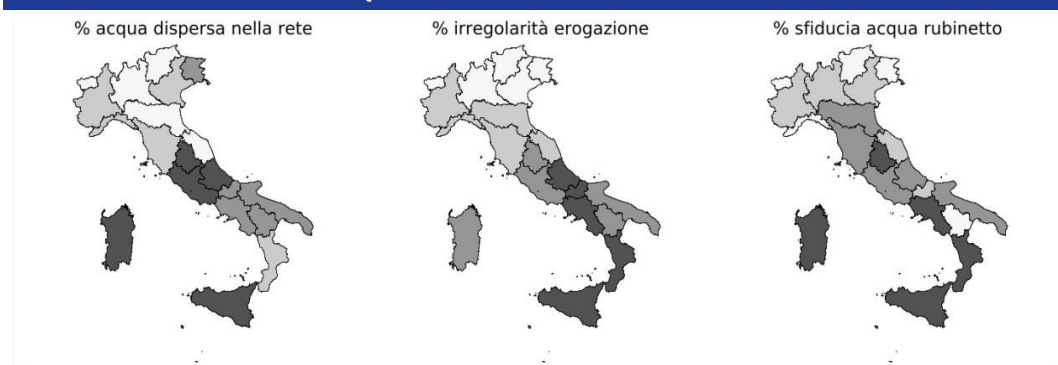 % acqua dispersa nella rete
% irregolarità erogazione
% sfiducia acqua rubinetto